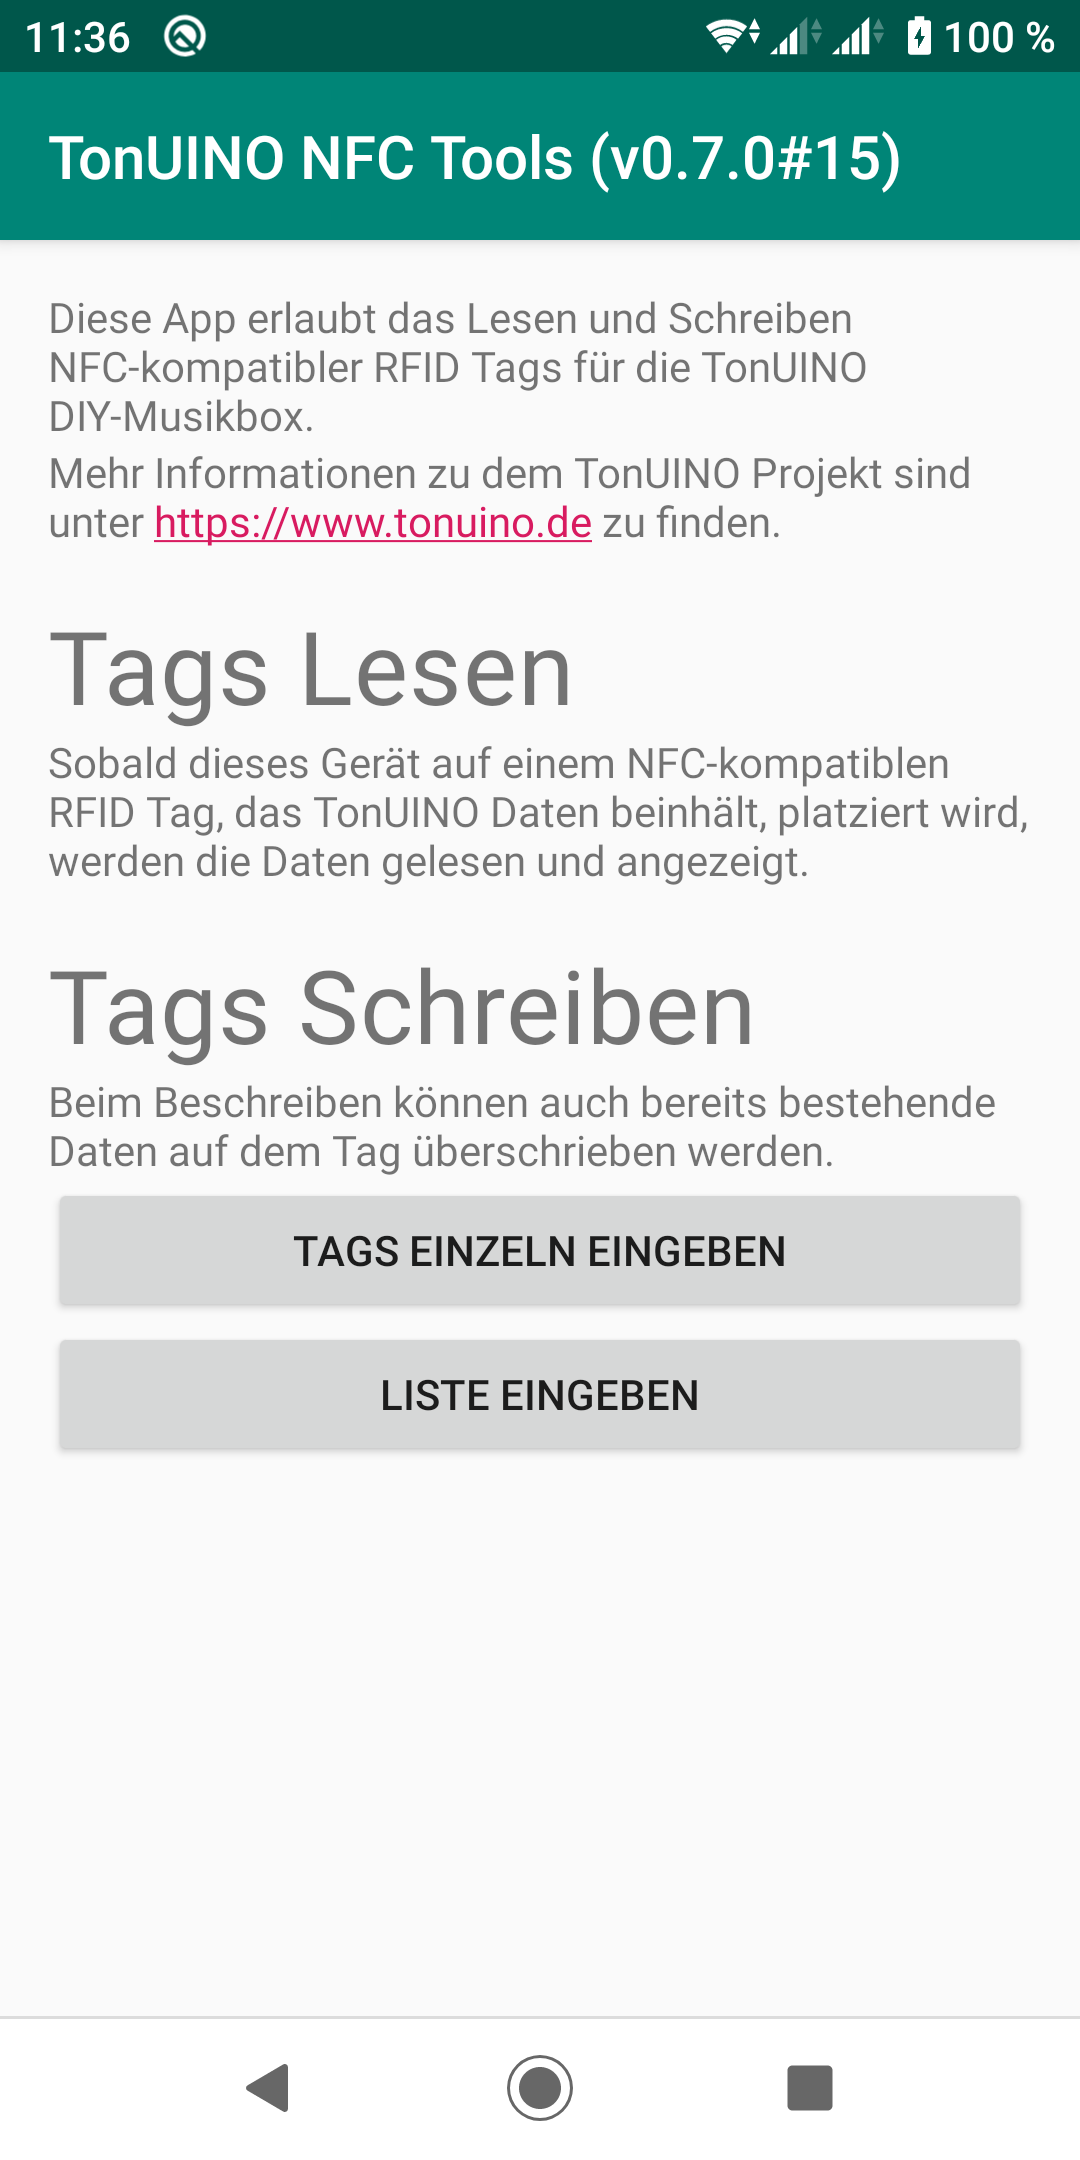 11:36
100 %
TonUINO NFC Tools (v0.7.0#15)
Diese App erlaubt das Lesen und Schreiben
NFC-kompatibler RFID Tags für die TonUINO
DIY-Musikbox.
Mehr Informationen zu dem TonUINO Projekt sind
unter https://www.tonuino.de zu finden.
Tags Lesen
Sobald dieses Gerät auf einem NFC-kompatiblen
RFID Tag, das TonUINO Daten beinhält, platziert wird,
werden die Daten gelesen und angezeigt.
Tags Schreiben
Beim Beschreiben können auch bereits bestehende
Daten auf dem Tag überschrieben werden.
TAGS EINZELN EINGEBEN
LISTE EINGEBEN